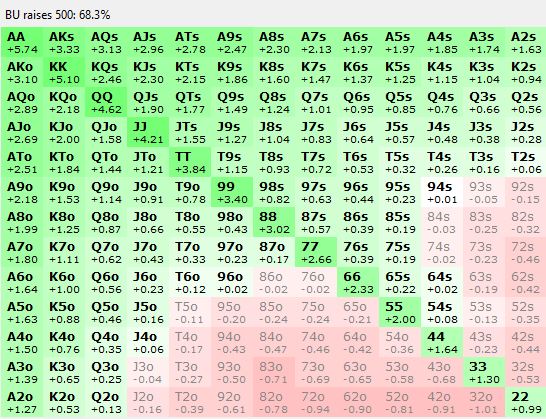 BU raises 500: 68.3%
AA AKs AQs AJs ATs A9s A8s A7s A6s A5s A4s A3s A2s
+5.74 +3.33 +3.13 +2.96 +2.78 +2.47 +2.30 +2.13 +1.97 +1.97 +1.85 +1.74 +1.63
AKo KK KQs KJs KTs K9s K8s K7s K6s K5s K4s K3s K2s
+3.10 +5.10 +2.46 +2.30 +2.15 +1.86 +1.60 +1.47 +1.37 +1.25 +1.15 +1.04 +0.94
AQo KQo QQ QJs QTs Q9s Q8s Q7s Q6s Q5s Q4s Q3s Q2s
+2.89 +2.18 +4.62 +1.90 +1.77 +1.49 +1.24 +1.01 +0.95 +0.85 +0.76 +0.66 +0.56
AJo KJo QJo JJ JTs J9s J8s J7s J6s J5s J4s J3s J2s
+2.69 +2.00 +1.58 +4.21 +1.55 +1.27 +1.04 +0.83 +0.64 +0.57 +0.48 +0.38 +0.28
ATo KTo QTo JTo TT T9s T8s T7s T6s T5s T4s T3s T2s
+2.51 +1.84 +1.44 +1.21 +3.84 +1.15 +0.93 +0.72 +0.53 +0.32 +0.26 +0.16 +0.06
A9o K9o Q9o J9o T9o 99 98s 97s 96s 95s 94s 93s 92s
+2.18 +1.53 +1.14 +0.91 +0.78 +3.40 +0.82 +0.63 +0.44 +0.23 +0.01 -0.05 -0.15
A8o K8o Q8o J8o T8o 98o 88 87s 86s 85s 84s 83s 82s
+1.99 +1.25 +0.87 +0.66 +0.55 +0.43 +3.02 +0.57 +0.39 +0.19 -0.03 -0.25 -0.32
A7o K7o Q7o J7o T7o 97o 87o 77 76s 75s 74s 73s 72s
+1.80 +1.11 +0.62 +0.43 +0.33 +0.23 +0.17 +2.66 +0.39 +0.19 -0.02 -0.23 -0.46
A6o K6o Q6o J6o T6o 96o 86o 76o 66 65s 64s 63s 62s
+1.64 +1.00 +0.56 +0.23 +0.12 +0.02 -0.02 -0.02 +2.33 +0.22 +0.02 -0.19 -0.42
A5o K5o Q5o J5o T5o 95o 85o 75o 65o 55 54s 53s 52s
+1.63 +0.88 +0.46 +0.16 -0.11 -0.20 -0.24 -0.24 -0.21 +2.00 +0.08 -0.13 -0.35
A4o K4o Q4o J4o T4o 94o 84o 74o 64o 54o 44 43s 42s
+1.50 +0.76 +0.35 +0.06 -0.17 -0.43 -0.47 -0.46 -0.42 -0.36 +1.64 -0.23 -0.44
A3o K3o Q3o J3o T3o 93o 83o 73o 63o 53o 43o 33 32s
+1.39 +0.65 +0.25 -0.04 -0.27 -0.50 -0.71 -0.69 -0.65 -0.58 -0.68 +1.30 -0.53
A2o K2o Q2o J2o T2o 92o 82o 72o 62o 52o 42o 32o 22
+1.27 +0.53 +0.13 -0.16 -0.39 -0.61 -0.78 -0.94 -0.90 -0.81 -0.91 -1.01 +0.99